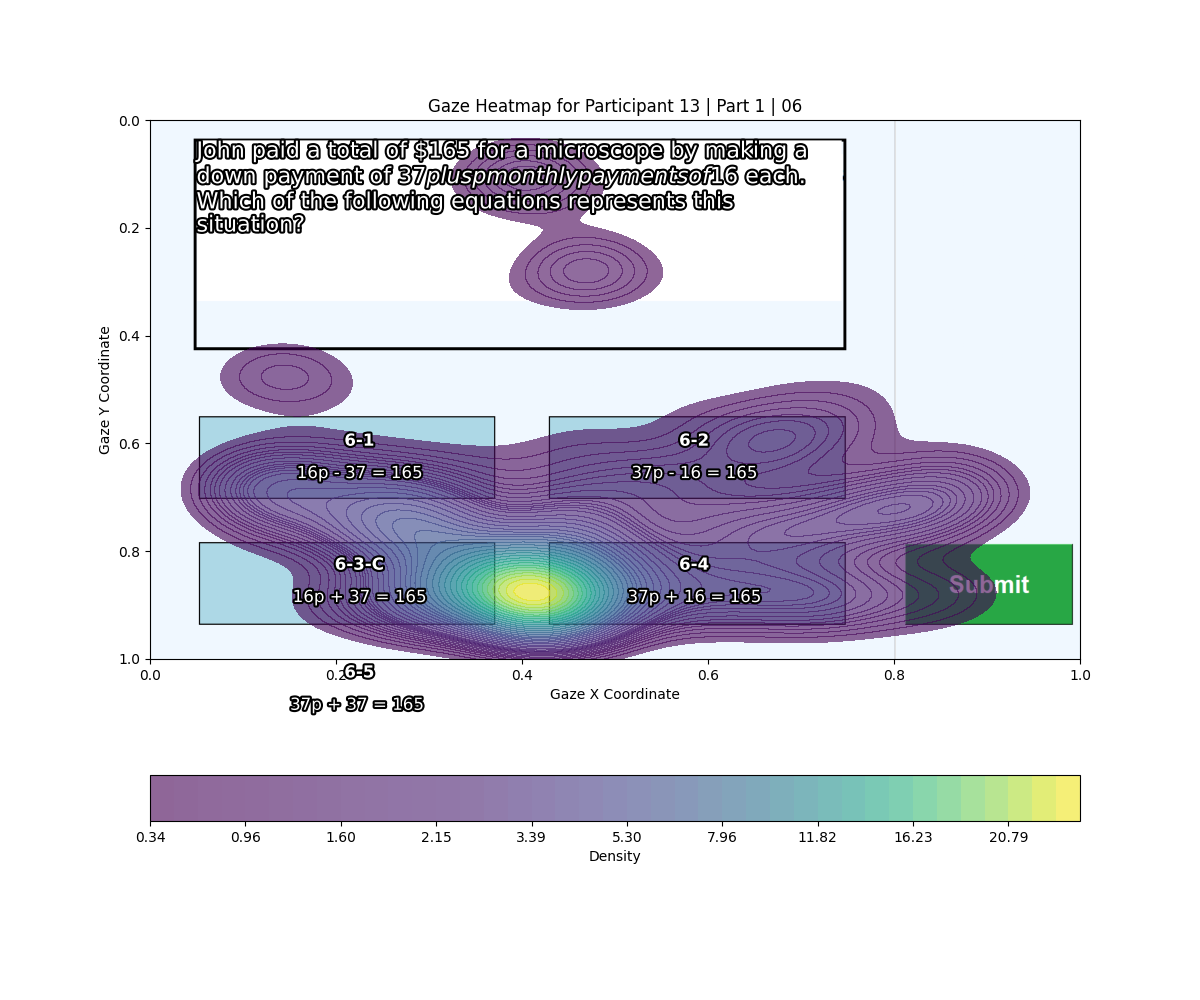 Gaze Heatmap for Participant 13 | Part 1 | 06
John paid a total of $165 for a microscope by making a
down payment of 37pluspmonthlypaymentsof16 each.
Which of the following equations represents this
situation?
0.0
0.2
0.4
0.6
0.8
1.0
Gaze Y Coordinate
6-1
16p - 37 = 165
6-2
37p - 16 = 165
6-3-C
16p + 37 = 165
6-4
37p + 16 = 165
Submit
0.0
0.2
0.4
0.6
0.8
1.0
Gaze X Coordinate
6-5
37p + 37 = 165
0.34
0.96
1.60
2.15
3.39
5.30
7.96
11.82
16.23
20.79
Density